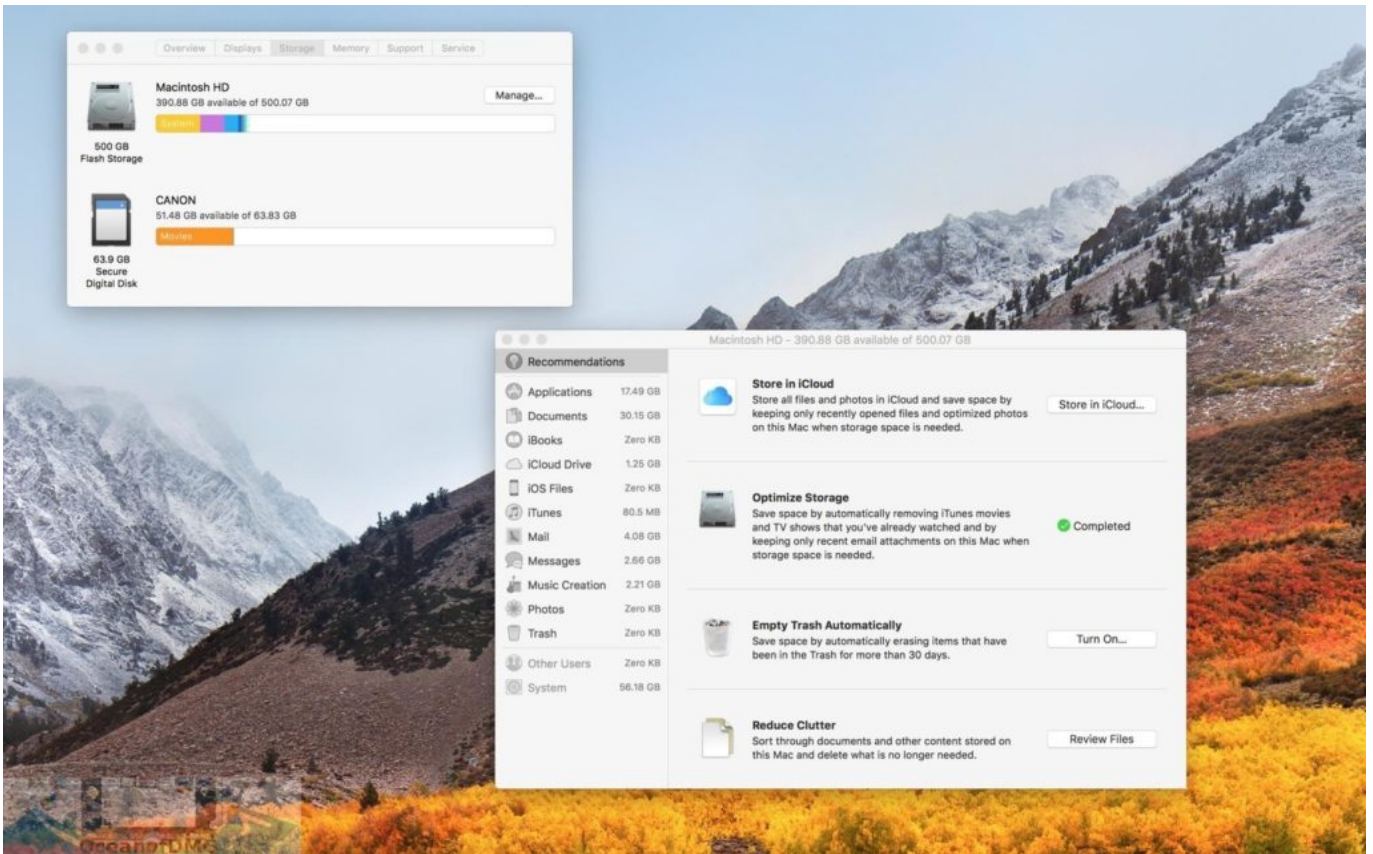 Overview Displays Storage Memory Support Service
Macintosh HD
390.88 GB available of 500.07 GB
Manage...
System
500 GB
Flash Storage
CANON
51.48 GB available of 63.83 GB
Movies
63.9 GB
Secure
Digital Disk
Macintosh HD - 390.88 GB available of 500.07 GB
Recommendations
Applications 17.49 GB
Documents 30.15 GB
iBooks Zero KB
iCloud Drive 1.25 GB
iOS Files Zero KB
iTunes 80.5 MB
Mail 4.08 GB
Messages 2.66 GB
Music Creation 2.21 GB
Photos Zero KB
Trash Zero KB
Other Users Zero KB
System 56.18 GB
Store in iCloud
Store all files and photos in iCloud and save space by
keeping only recently opened files and optimized photos
on this Mac when storage space is needed.
Store in iCloud...
Optimize Storage
Save space by automatically removing iTunes movies
and TV shows that you've already watched and by
keeping only recent email attachments on this Mac when
storage space is needed.
Completed
Empty Trash Automatically
Save space by automatically erasing items that have
been in the Trash for more than 30 days.
Turn On...
Reduce Clutter
Sort through documents and other content stored on
this Mac and delete what is no longer needed.
Review Files